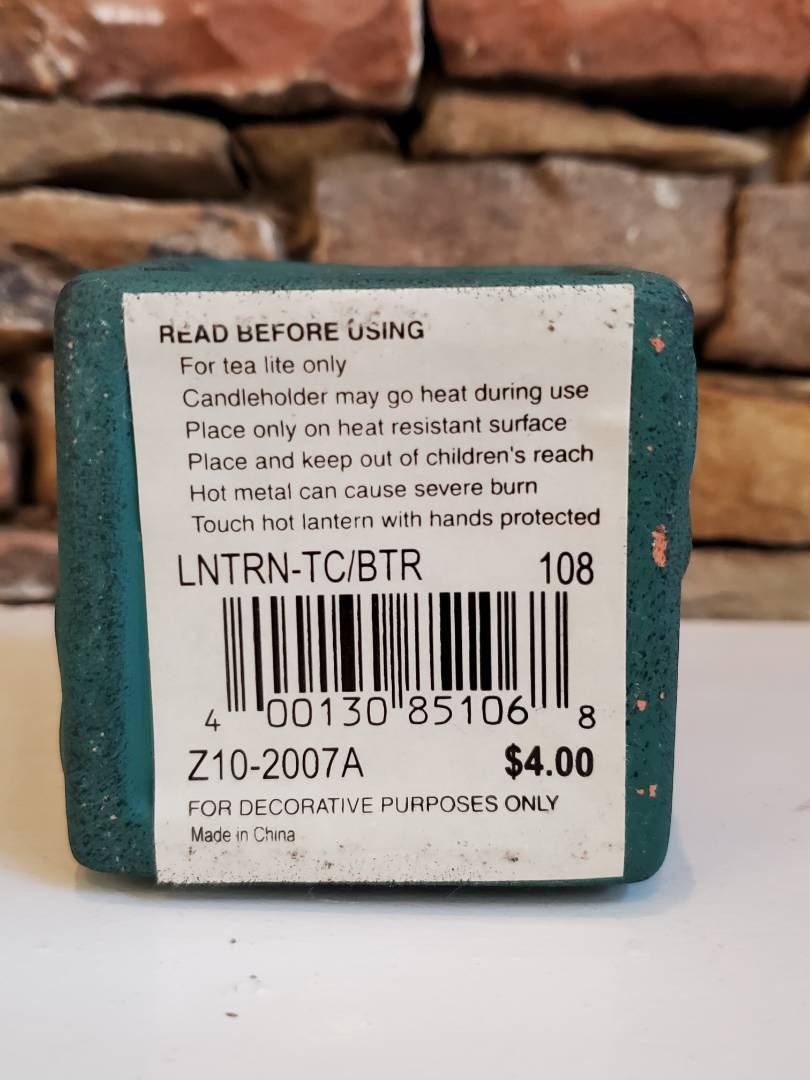 READ BEFORE USING
For tea lite only
Candleholder may go heat during use
Place only on heat resistant surface
Place and keep out of children's reach
Hot metal can cause severe burn
Touch hot lantern with hands protected
LNTRN-TC/BTR 108
4 00130 85106 8
Z10-2007A $4.00
FOR DECORATIVE PURPOSES ONLY
Made in China